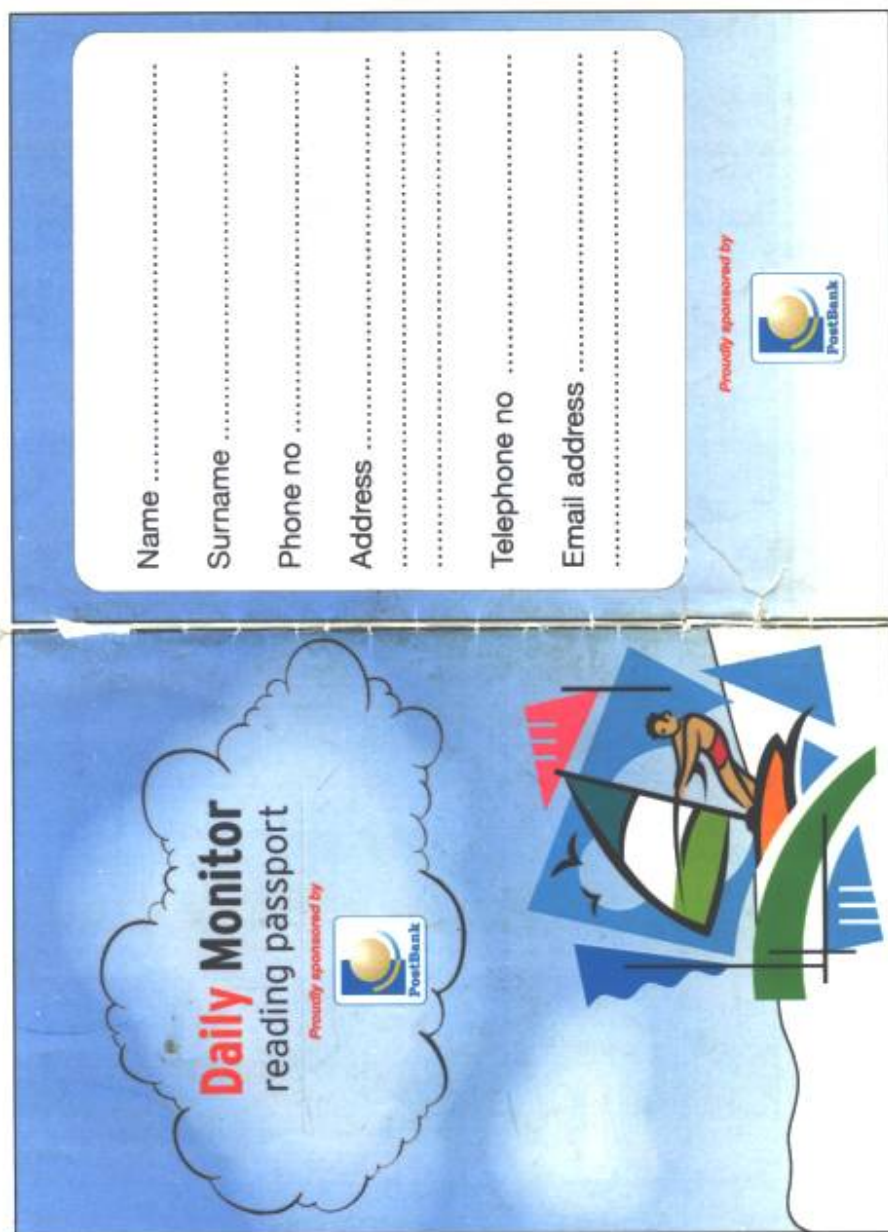 Daily Monitor
reading passport
Proudly sponsored by
PostBank
Name ....................................................
Surname ....................................................
Phone no ....................................................
Address ....................................................
....................................................
....................................................
Telephone no ....................................................
Email address ....................................................
....................................................
Proudly sponsored by
PostBank